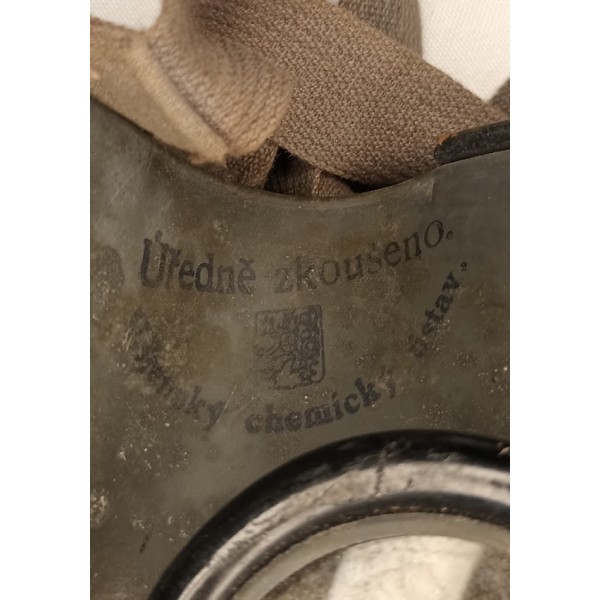 Úředně zkoušeno.
chemický ústav.